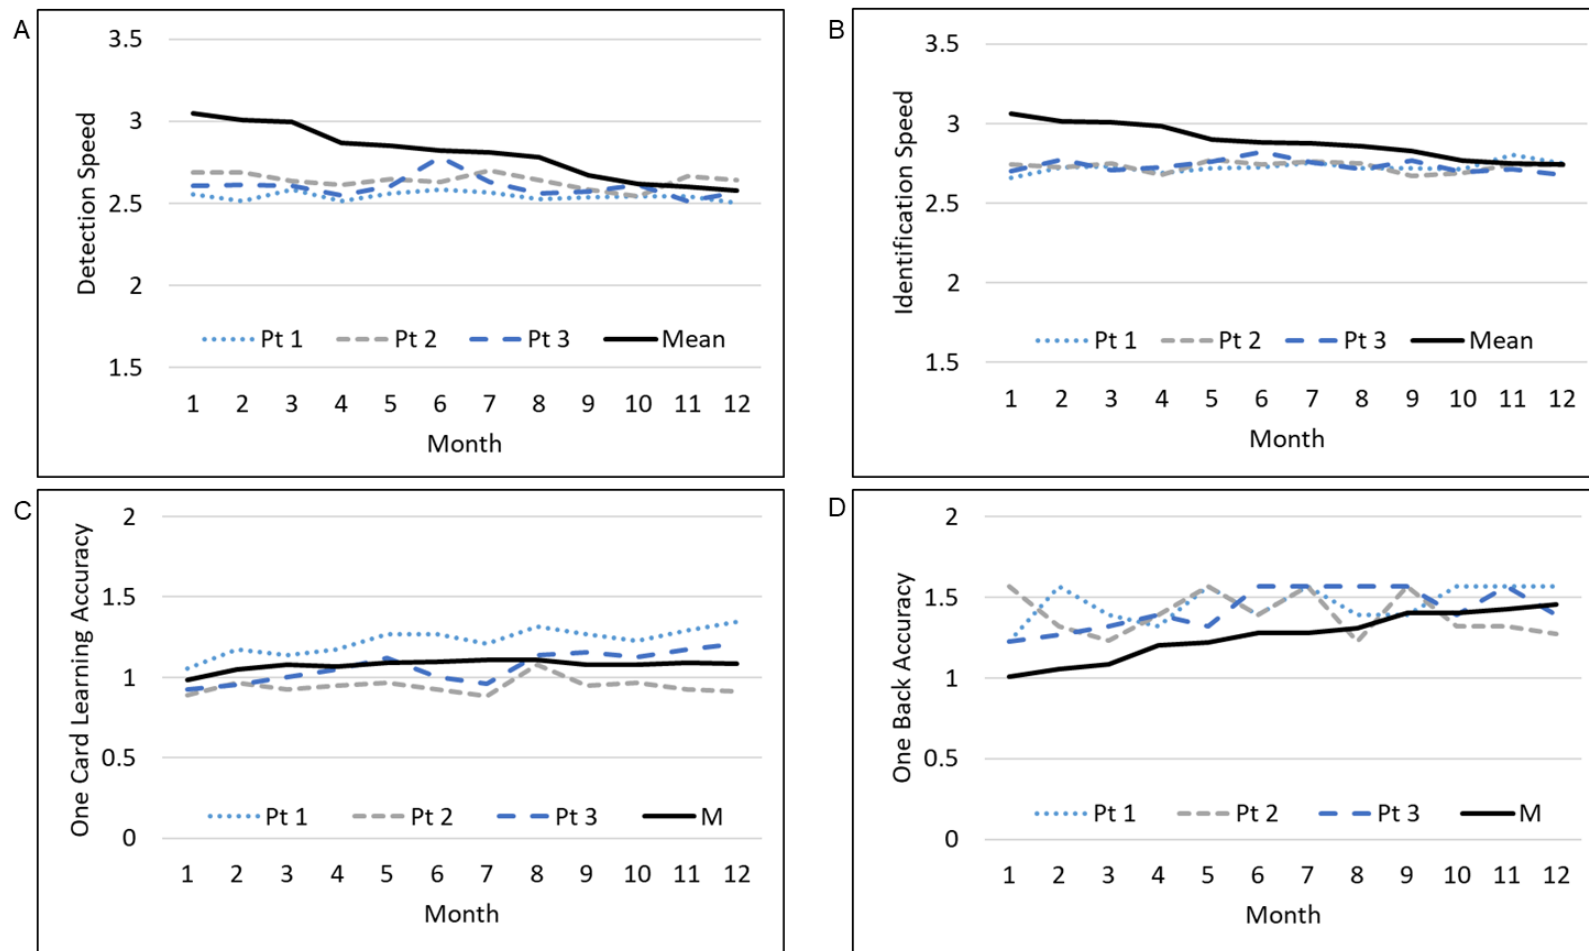 A
3.5
3
2.5
2
1.5
Detection Speed
Pt 1 Pt 2 Pt 3 Mean
1 2 3 4 5 6 7 8 9 10 11 12
Month
B
3.5
3
2.5
2
1.5
Identification Speed
Pt 1 Pt 2 Pt 3 Mean
1 2 3 4 5 6 7 8 9 10 11 12
Month
C
2
1.5
1
0.5
0
One Card Learning Accuracy
Pt 1 Pt 2 Pt 3 M
1 2 3 4 5 6 7 8 9 10 11 12
Month
D
2
1.5
1
0.5
0
One Back Accuracy
Pt 1 Pt 2 Pt 3 M
1 2 3 4 5 6 7 8 9 10 11 12
Month